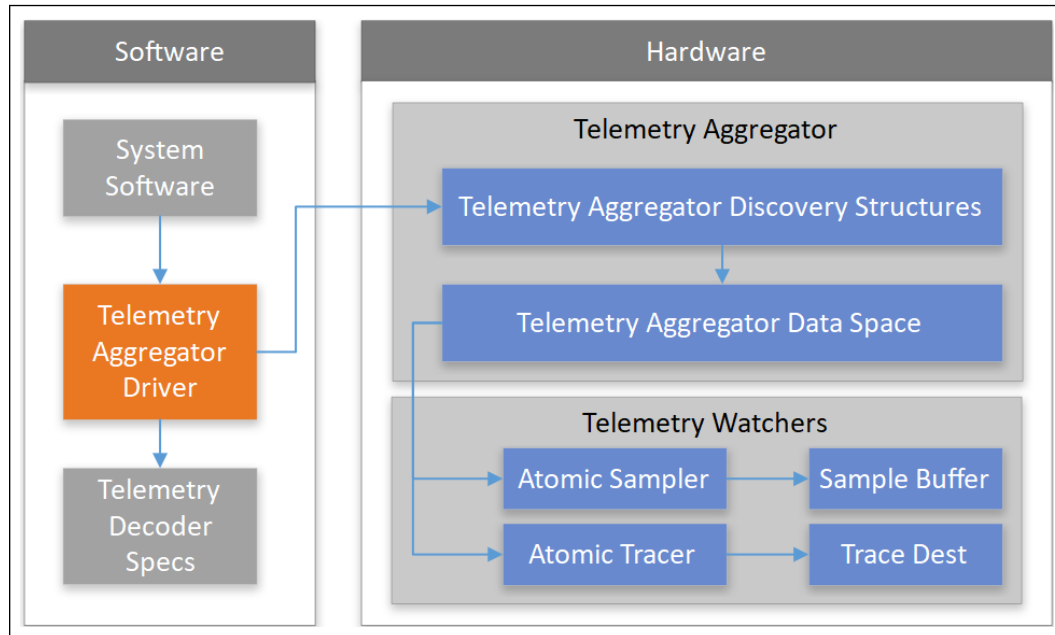 Software
System
Software
Telemetry
Aggregator
Driver
Telemetry
Decoder
Specs
Hardware
Telemetry Aggregator
Telemetry Aggregator Discovery Structures
Telemetry Aggregator Data Space
Telemetry Watchers
Atomic Sampler
Sample Buffer
Atomic Tracer
Trace Dest